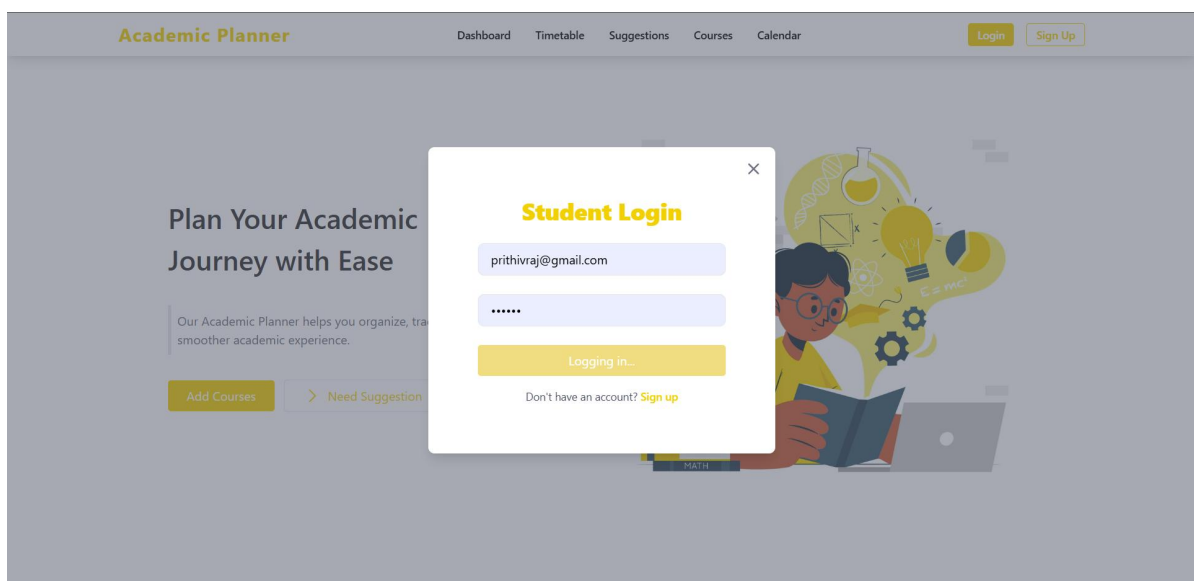 Academic Planner
Dashboard Timetable Suggestions Courses Calendar
Login Sign Up
Plan Your Academic
Journey with Ease
Our Academic Planner helps you organize, tra
smoother academic experience.
Add Courses
Need Suggestion
Student Login
prithivraj@gmail.com
••••••
Logging in...
Don't have an account? Sign up
x
E=mc²
MATH